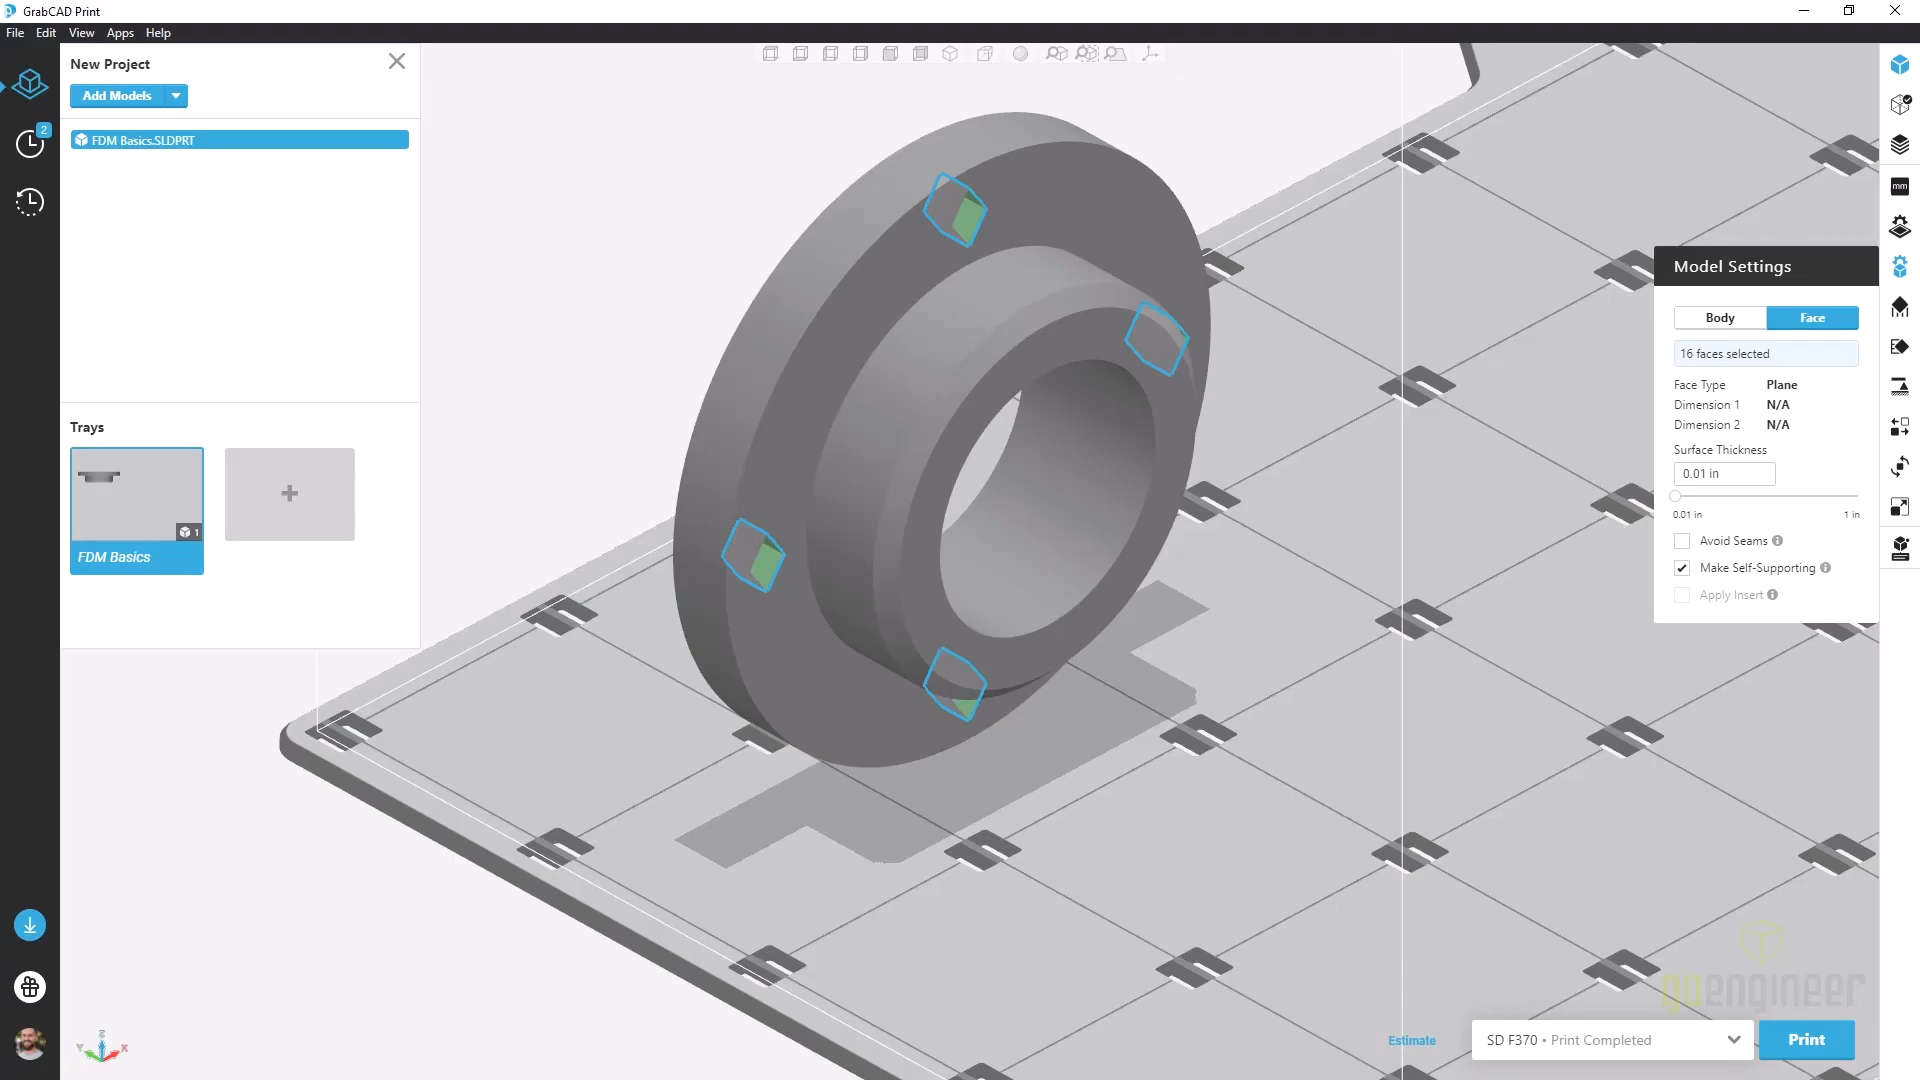 GrabCAD Print
File Edit View Apps Help
New Project
Add Models
FDM Basics.SLDPRT
2
Trays
1
FDM Basics
mm
Model Settings
Body Face
16 faces selected
Face Type Plane
Dimension 1 N/A
Dimension 2 N/A
Surface Thickness
0.01 in
0.01 in 1 in
Avoid Seams
Make Self-Supporting
Apply Insert
goengineer
Z
Y X
Estimate
SD F370 • Print Completed
Print